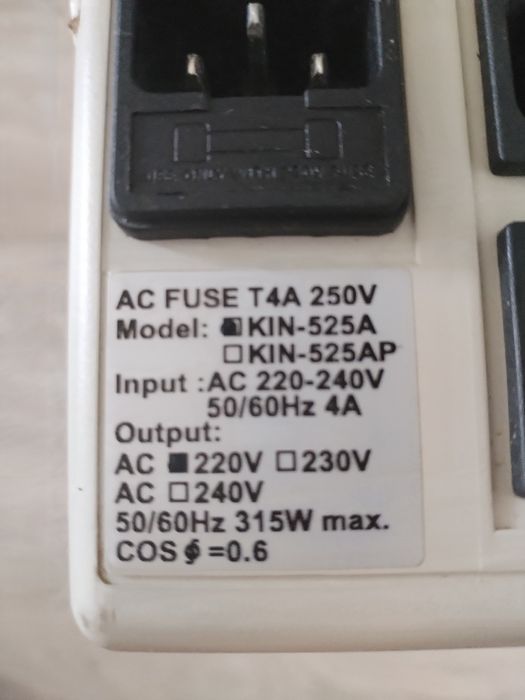 AC FUSE T4A 250V
Model: ■KIN-525A
□KIN-525AP
Input :AC 220-240V
50/60Hz 4A
Output:
AC ■220V □230V
AC □240V
50/60Hz 315W max.
COS ϕ =0.6